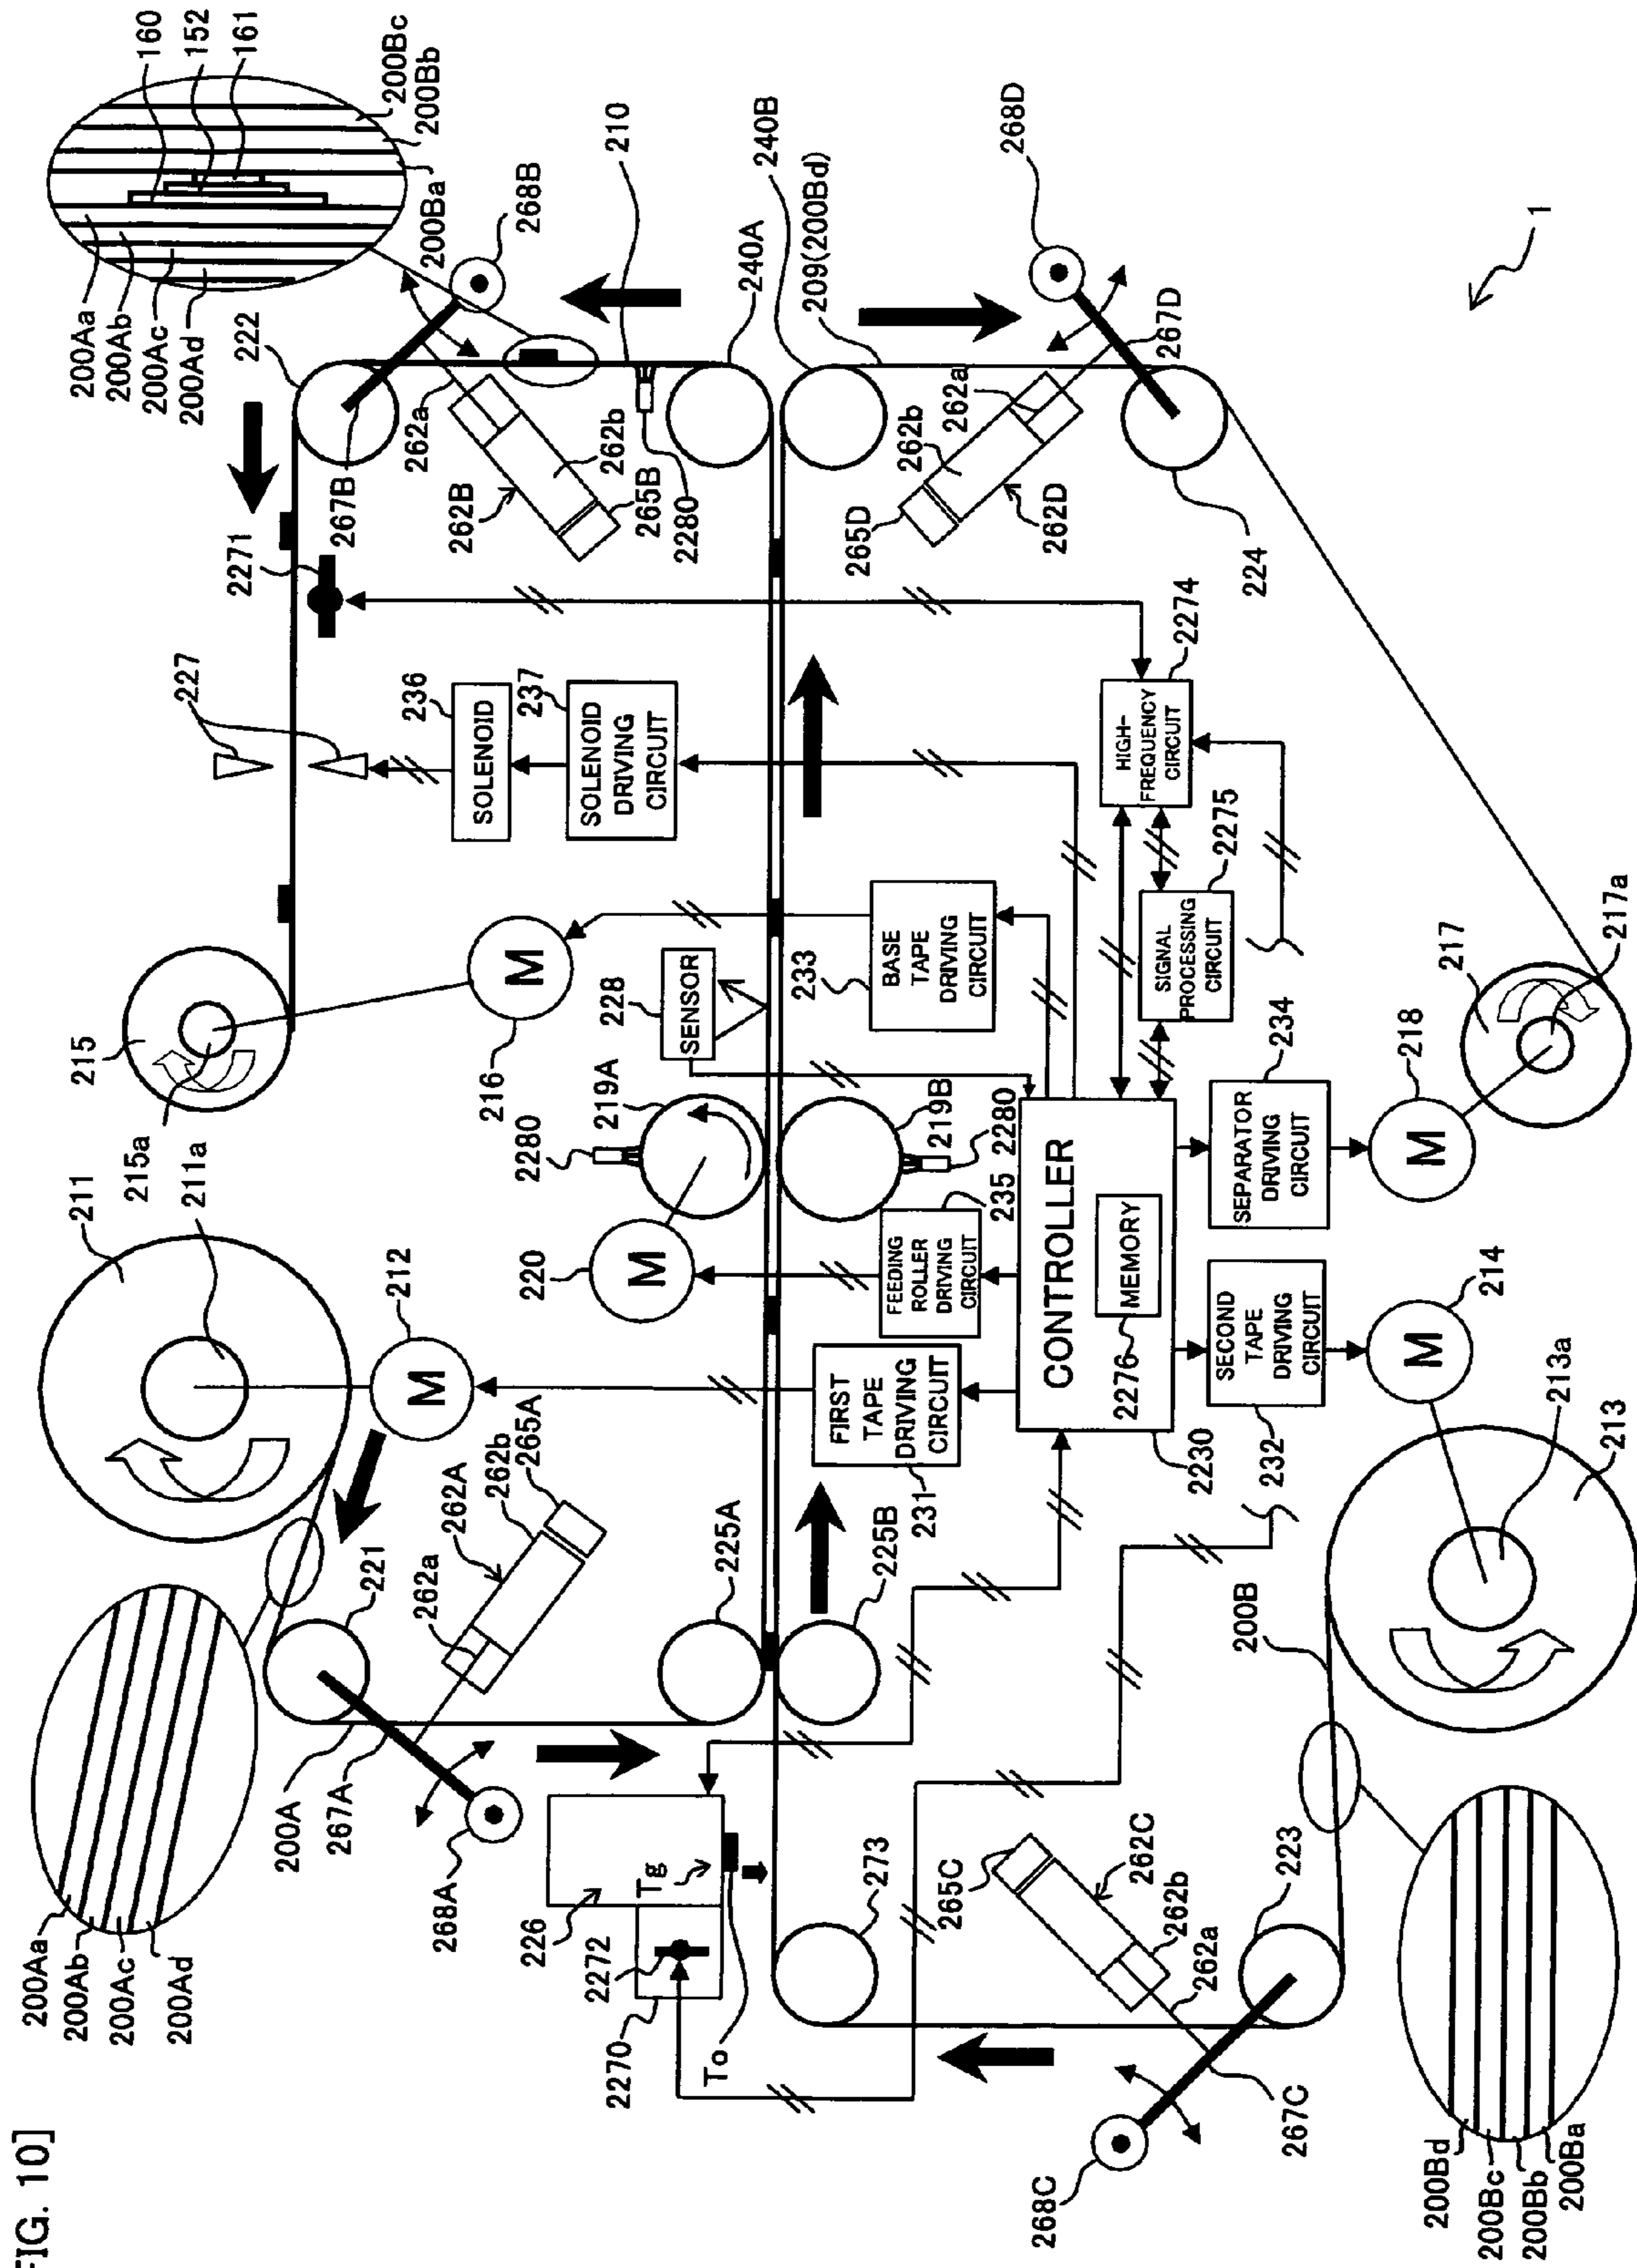 [FIG. 10]
200Aa
200Ab
200Ac
200Ad
211
211a
215a
215
212
221
200A
267A
268A
262a
262A
262b
265A
225A
225B
226
Tg
2272
2270
To
273
265C
262C
262b
262a
223
267C
268C
200Bd
200Bc
200Bb
200Ba
200B
213
213a
214
M
M
220
M
2280
219A
219B
2280
216
M
228
SENSOR
233
BASE
TAPE
DRIVING
CIRCUIT
235
FEEDING
ROLLER
DRIVING
CIRCUIT
FIRST
TAPE
DRIVING
CIRCUIT
231
CONTROLLER
2276
MEMORY
2230
232
SECOND
TAPE
DRIVING
CIRCUIT
234
SEPARATOR
DRIVING
CIRCUIT
218
M
217
217a
2275
SIGNAL
PROCESSING
CIRCUIT
2274
HIGH-
FREQUENCY
CIRCUIT
227
236
SOLENOID
237
SOLENOID
DRIVING
CIRCUIT
2271
222
267B
262a
262B
262b
265B
2280
268B
200Aa
200Ab
200Ac
200Ad
160
152
161
200Bc
200Bb
200Ba
210
240A
240B
209(200Bd)
268D
267D
262a
262b
265D
262D
224
1